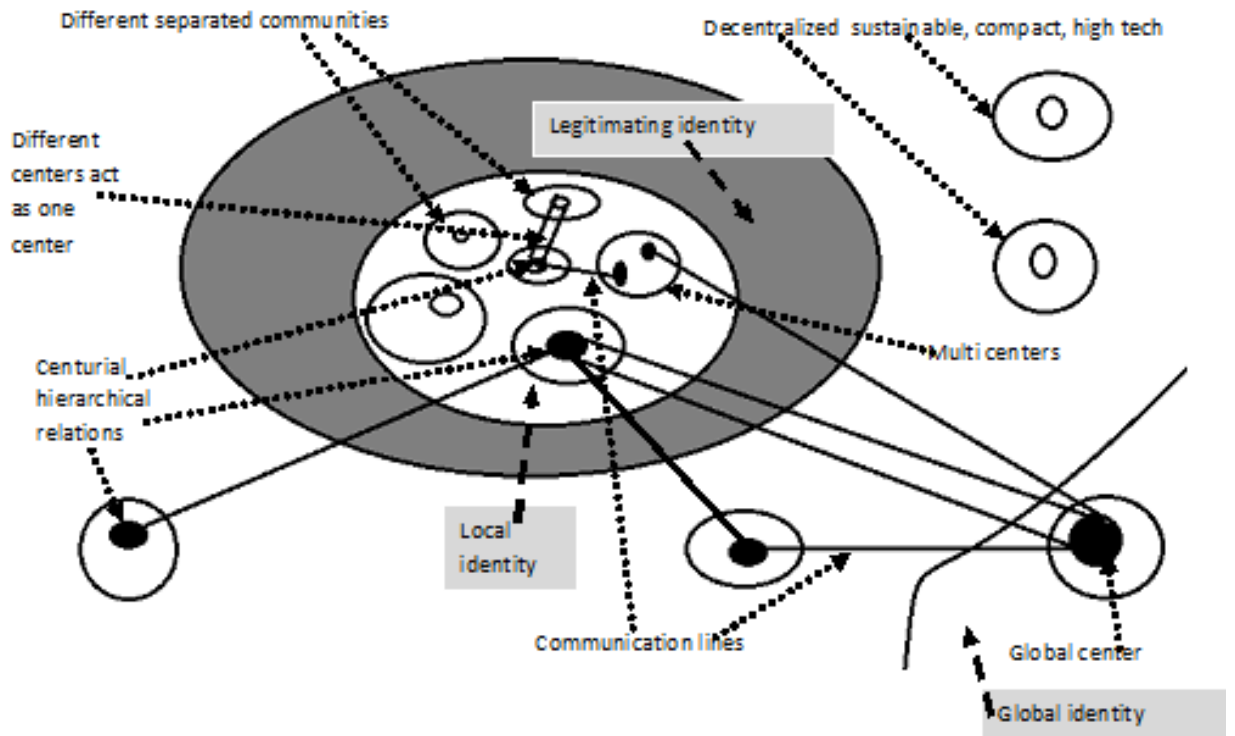 Different separated communities
Decentralized sustainable, compact, high tech
Legitimating identity
Different
centers act
as one
center
Multi centers
Centurial
hierarchical
relations
Local
identity
Communication lines
Global center
Global identity